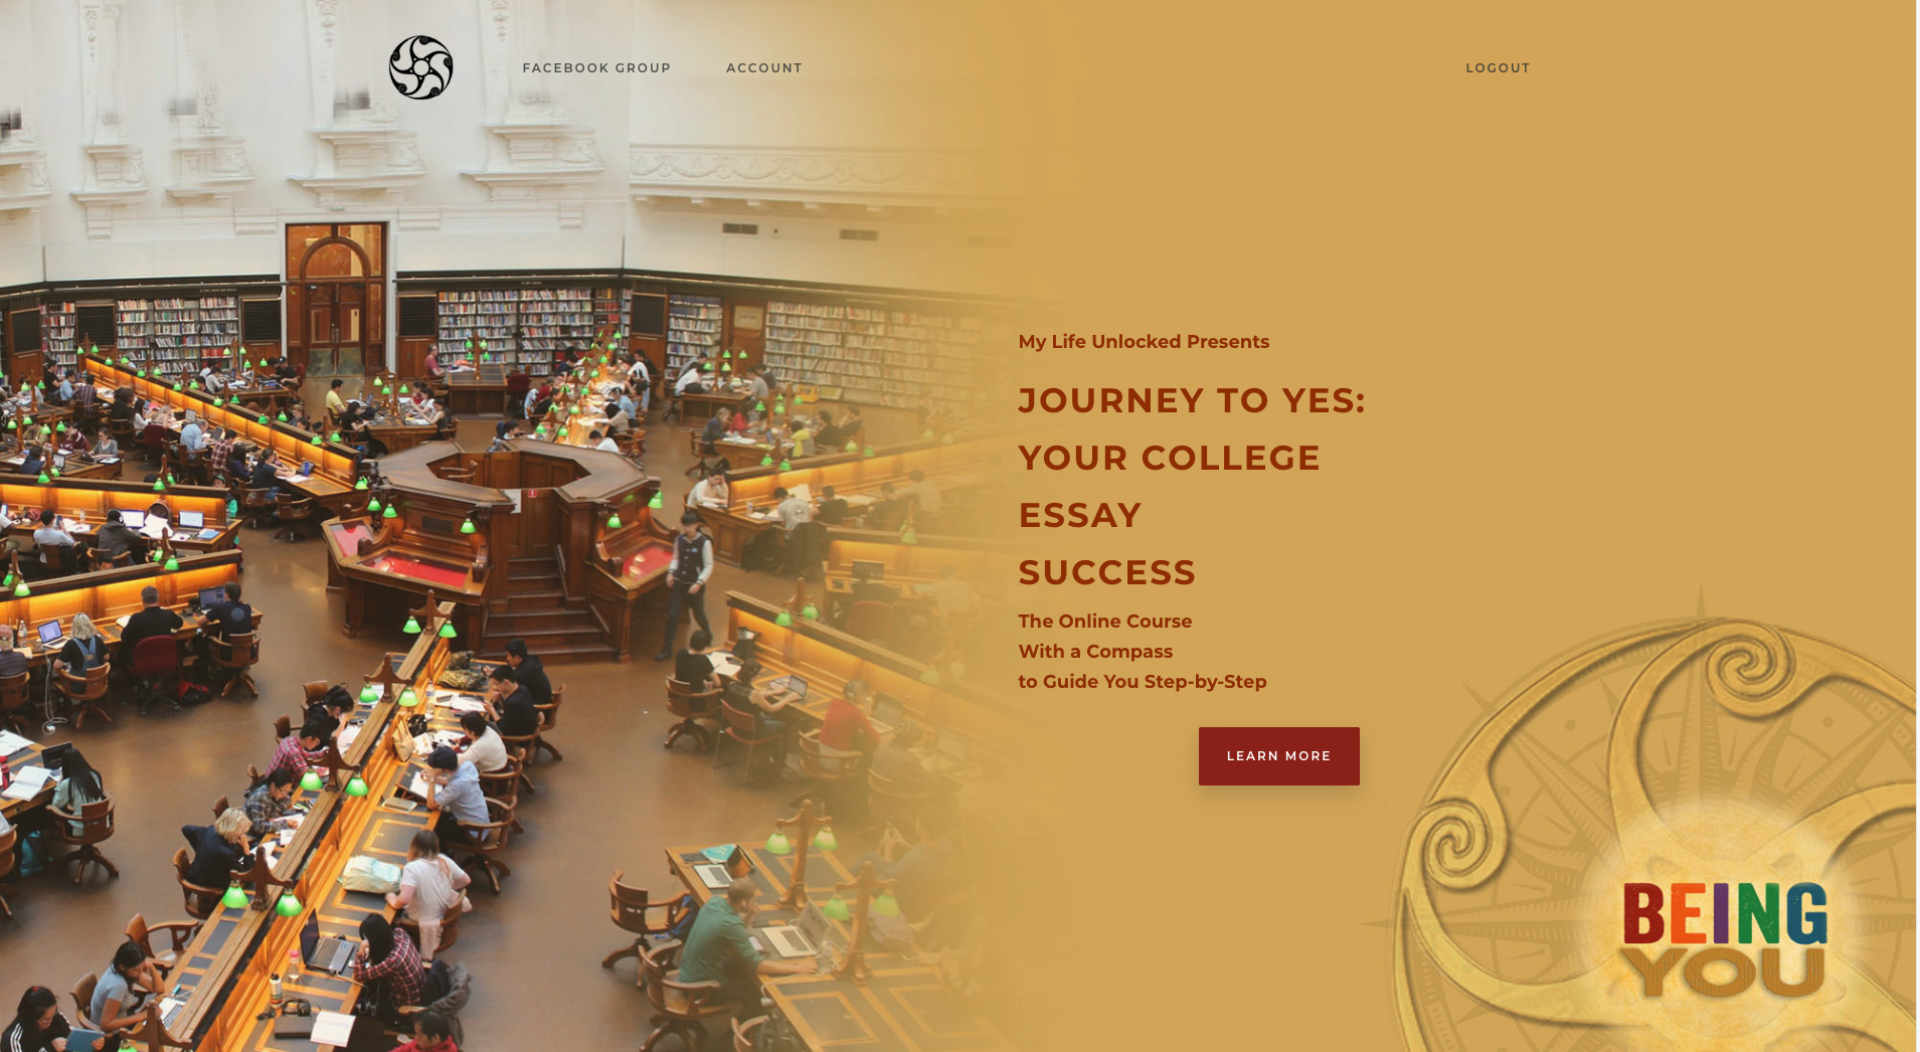 FACEBOOK GROUP
ACCOUNT
LOGOUT
My Life Unlocked Presents
JOURNEY TO YES:
YOUR COLLEGE
ESSAY
SUCCESS
The Online Course
With a Compass
to Guide You Step-by-Step
LEARN MORE
BEING
YOU